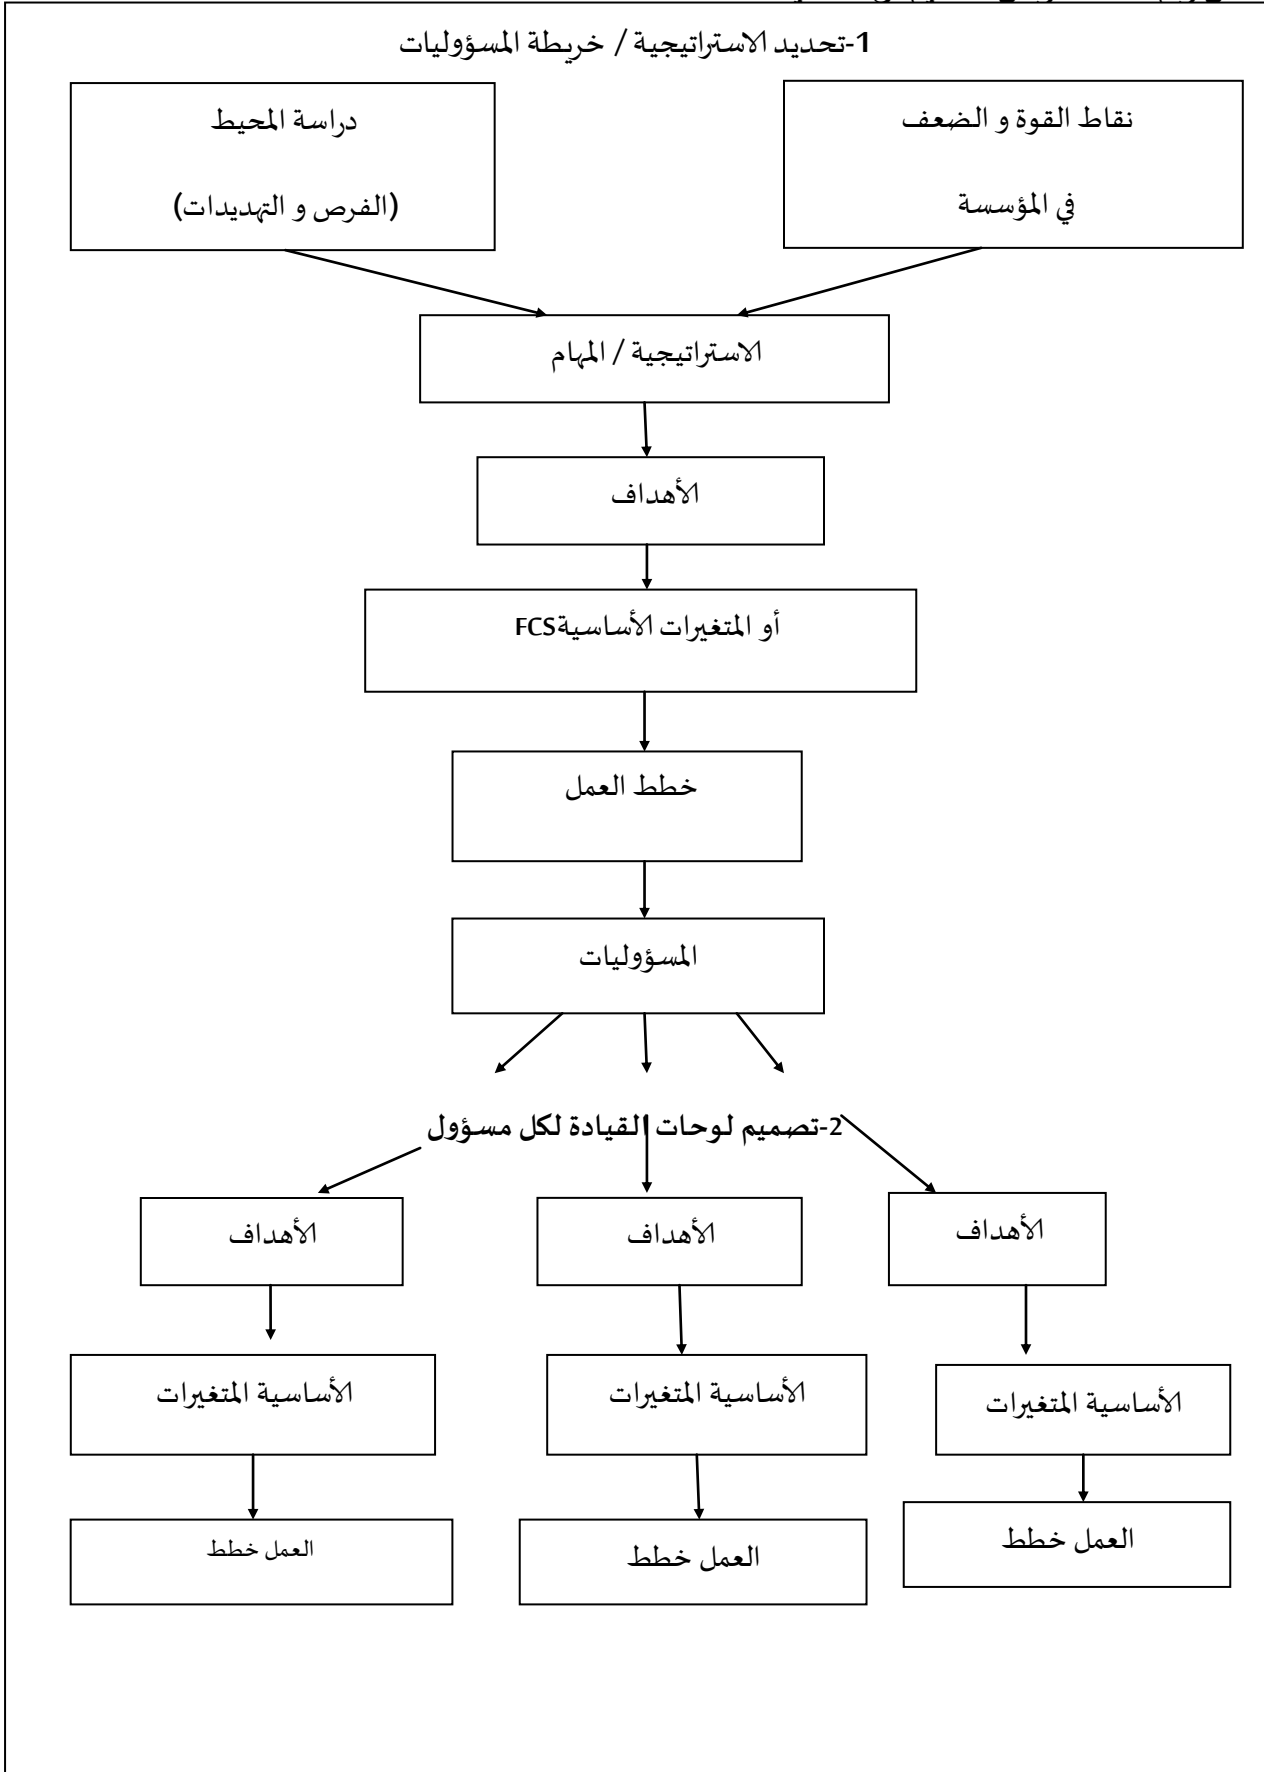 1-تحديد الاستراتيجية / خريطة المسؤوليات
نقاط القوة و الضعف
في المؤسسة
دراسة المحيط
(الفرص و التهديدات)
الاستراتيجية / المهام
الأهداف
أو المتغيرات الأساسيةFCS
خطط العمل
المسؤوليات
2-تصميم لوحات القيادة لكل مسؤول
الأهداف
الأهداف
الأهداف
الأساسية المتغيرات
الأساسية المتغيرات
الأساسية المتغيرات
العمل خطط
العمل خطط
العمل خطط